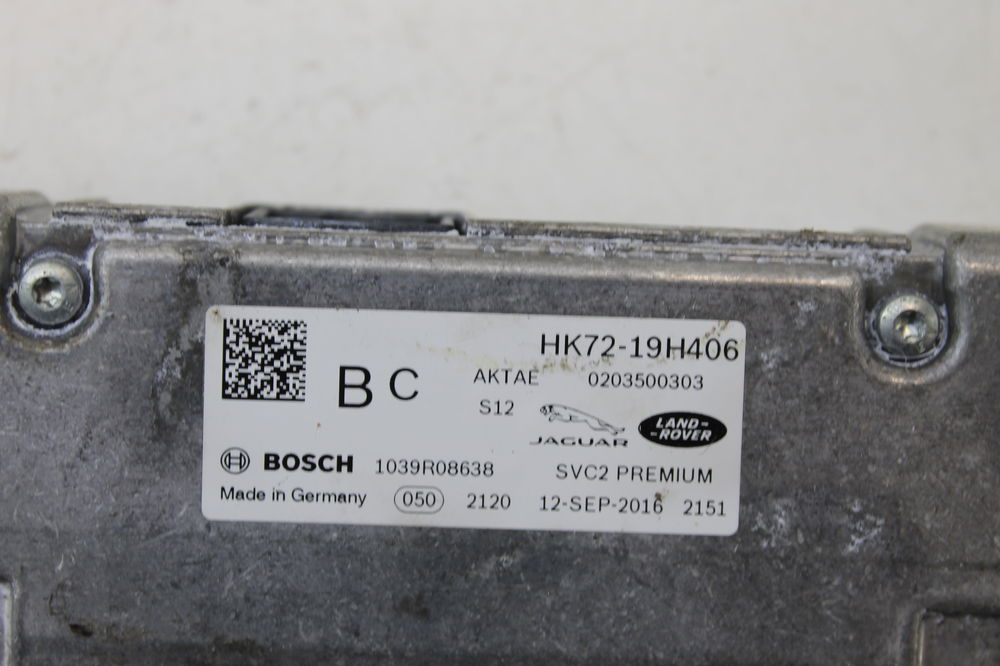 HK72-19H406
B C
AKTAE 0203500303
S12
JAGUAR
LAND-
-ROVER
BOSCH 1039R08638
SVC2 PREMIUM
Made in Germany 050 2120 12-SEP-2016 2151